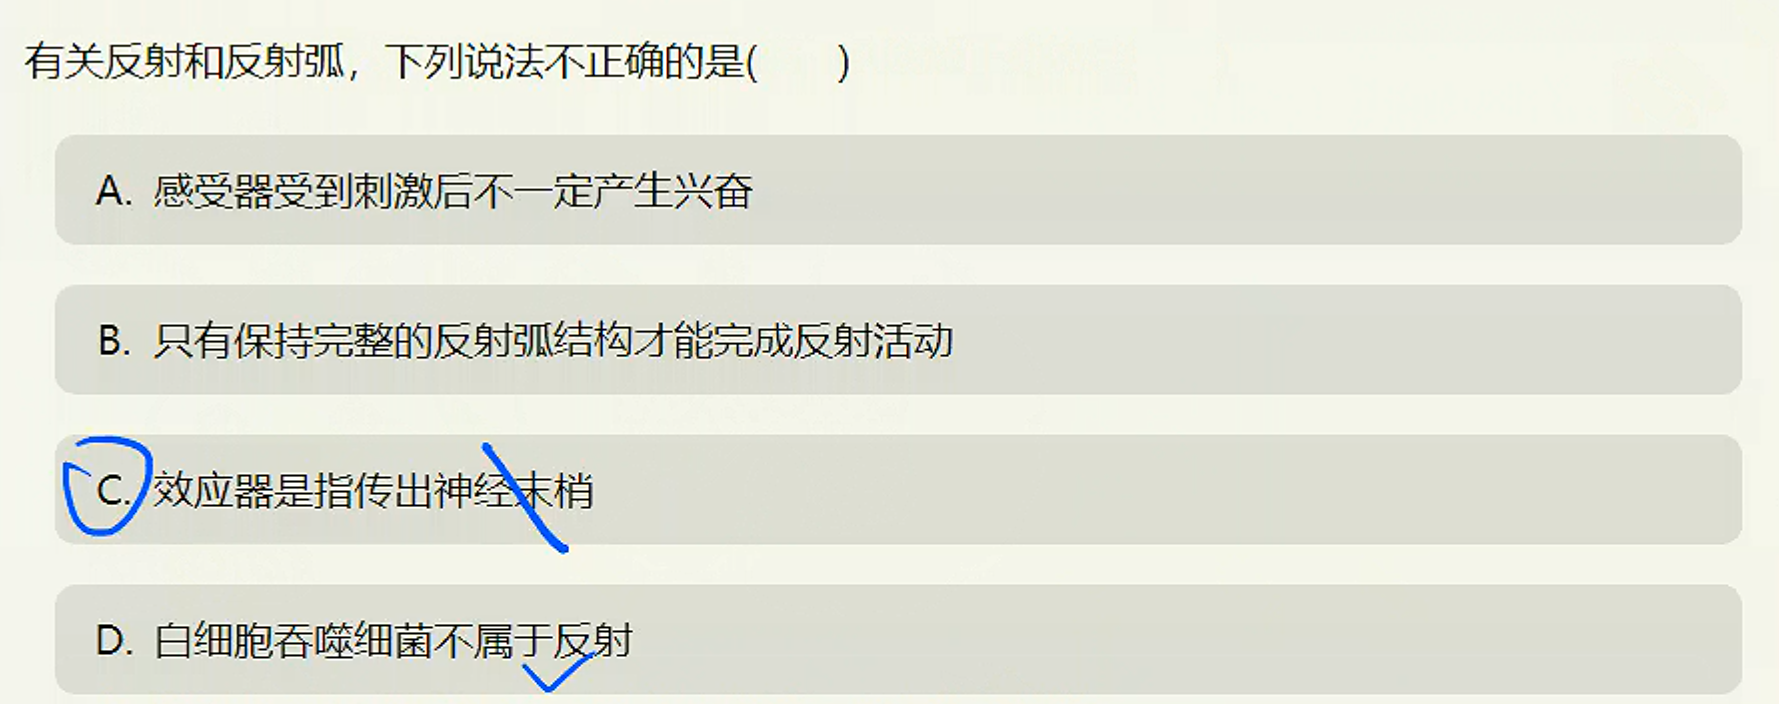 有关反射和反射弧，下列说法不正确的是(　　)
A. 感受器受到刺激后不一定产生兴奋
B. 只有保持完整的反射弧结构才能完成反射活动
C. 效应器是指传出神经末梢
D. 白细胞吞噬细菌不属于反射